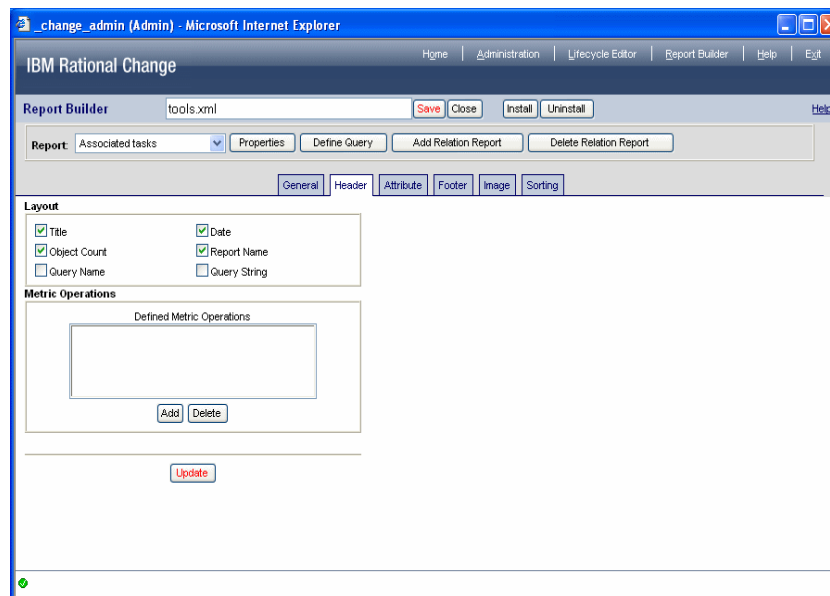 _change_admin (Admin) - Microsoft Internet Explorer
IBM Rational Change
Home Administration Lifecycle Editor Report Builder Help Exit
Report Builder tools.xml Save Close Install Uninstall Help
Report: Associated tasks Properties Define Query Add Relation Report Delete Relation Report
General Header Attribute Footer Image Sorting
Layout
Title Date
Object Count Report Name
Query Name Query String
Metric Operations
Defined Metric Operations
Add Delete
Update